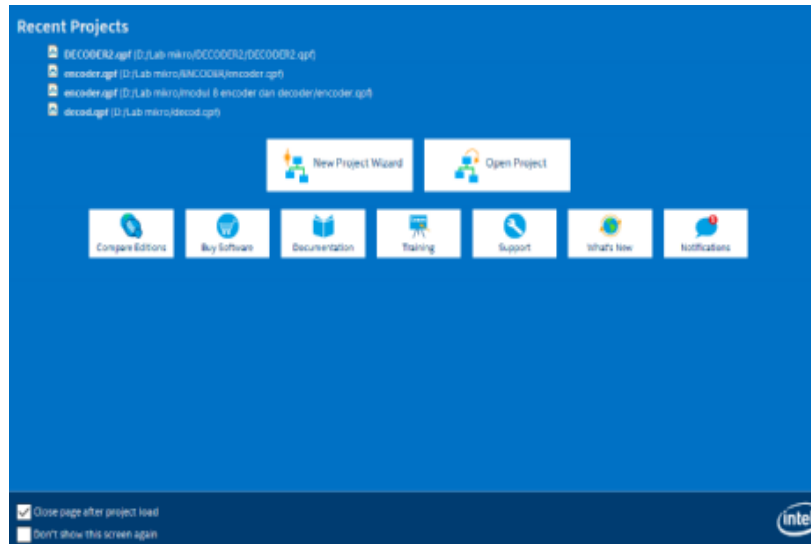 Recent Projects
DECODER2.qpf (D:/Lab mikro/DECODER2/DECODER2.qpf)
encoder.qpf (D:/Lab mikro/ENCODER/encoder.qpf)
encoder.qpf (D:/Lab mikro/modul 8 encoder dan decoder/encoder.qpf)
decod.qpf (D:/Lab mikro/decod.qpf)
New Project Wizard
Open Project
Compare Editions
Buy Software
Documentation
Training
Support
What's New
Notifications
Close page after project load
Don't show this screen again
inte